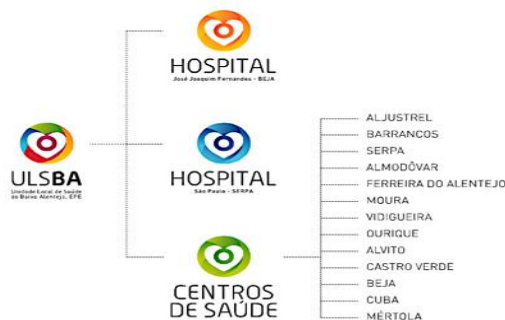 HOSPITAL
José Joaquim Fernandes - BEJA
ULSBA
Unidade Local de Saúde
do Baixo Alentejo, EPE
HOSPITAL
São Paulo - SERPA
CENTROS
DE SAÚDE
ALJUSTREL
BARRANCOS
SERPA
ALMODÔVAR
FERREIRA DO ALENTEJO
MOURA
VIDIGUEIRA
OURIQUE
ALVITO
CASTRO VERDE
BEJA
CUBA
MÉRTOLA